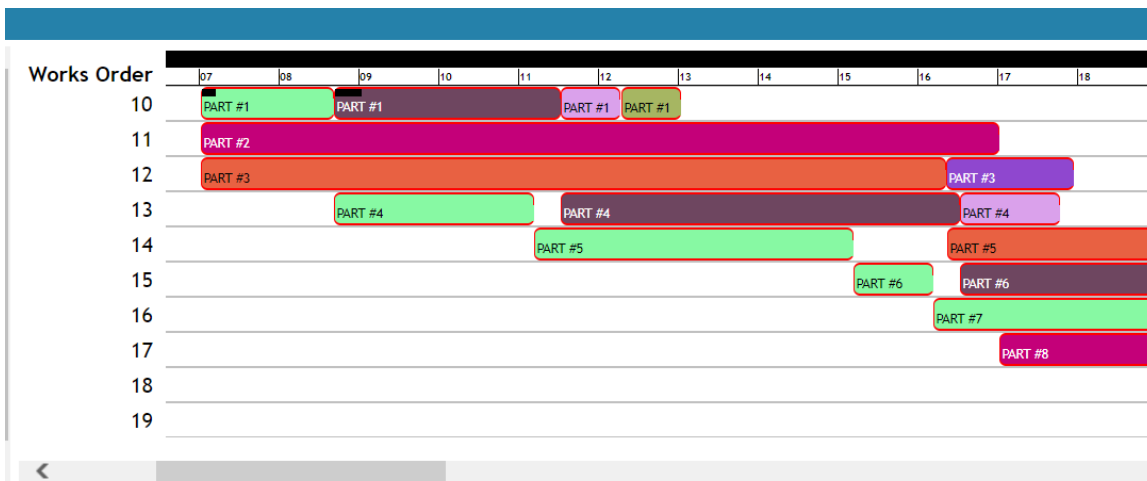 Works Order
07 08 09 10 11 12 13 14 15 16 17 18
10 PART #1 PART #1 PART #1 PART #1
11 PART #2
12 PART #3 PART #3
13 PART #4 PART #4 PART #4
14 PART #5 PART #5
15 PART #6 PART #6
16 PART #7
17 PART #8
18
19